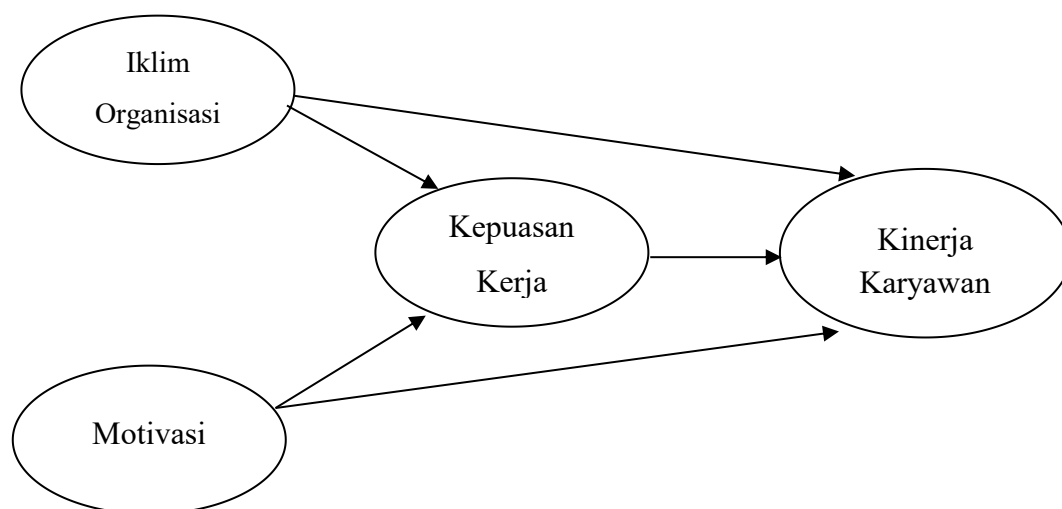 Iklim
Organisasi
Kepuasan
Kerja
Kinerja
Karyawan
Motivasi